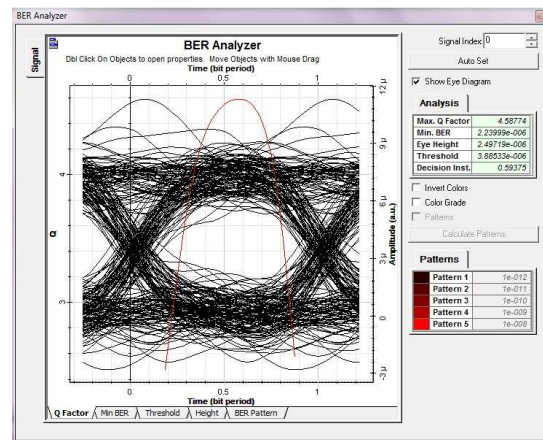 BER Analyzer
Signal Index: 0
Auto Set
Show Eye Diagram
Analysis
Max. Q Factor 4.58774
Min. BER 2.23999e-006
Eye Height 2.49719e-006
Threshold 3.88533e-006
Decision Inst. 0.59375
Invert Colors
Color Grade
Patterns
Calculate Patterns
Patterns
Pattern 1 1e-012
Pattern 2 1e-011
Pattern 3 1e-010
Pattern 4 1e-009
Pattern 5 1e-008
Signal
BER Analyzer
Dbl Click On Objects to open properties. Move Objects with Mouse Drag
Time (bit period)
0 0.5 1
Q
4
3
Amplitude (a.u.)
12 µ
9 µ
6 µ
3 µ
0
-3 µ
0 0.5 1
Time (bit period)
Q Factor Min BER Threshold Height BER Pattern